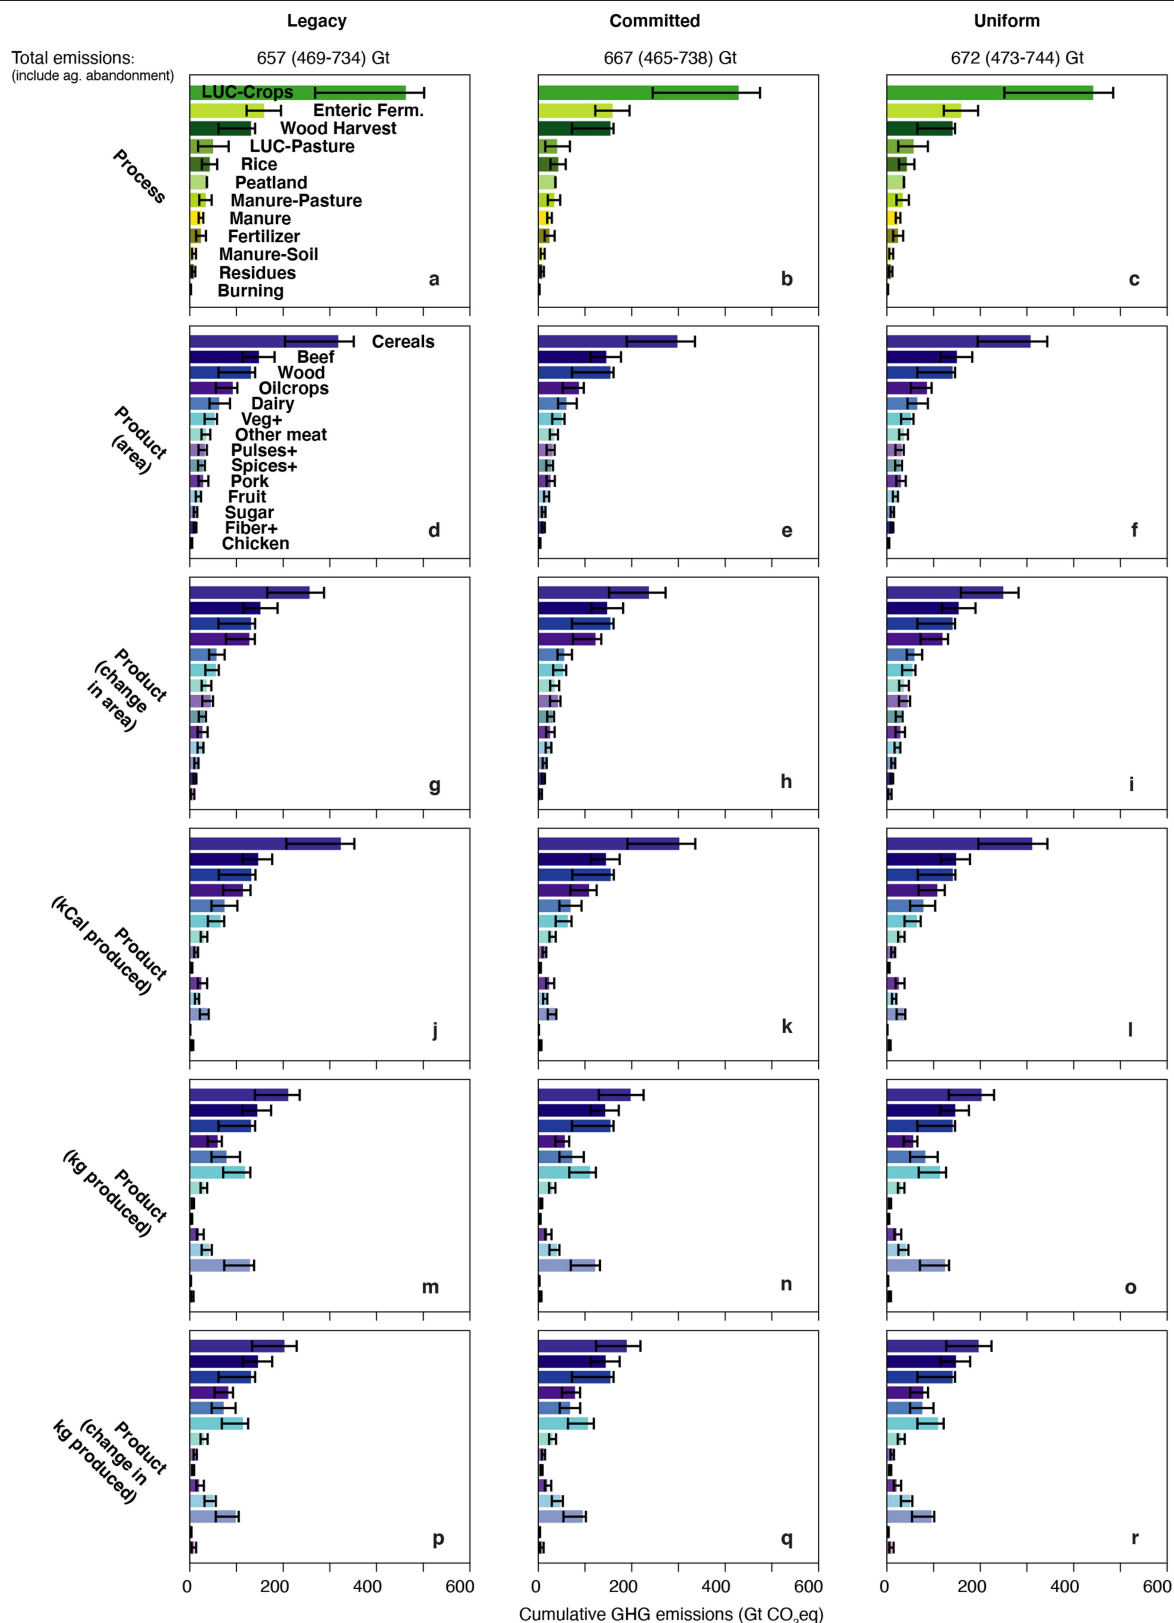 Legacy
Committed
Uniform
Total emissions:
(include ag. abandonment)
657 (469-734) Gt
667 (465-738) Gt
672 (473-744) Gt
Process
LUC-Crops
Enteric Ferm.
Wood Harvest
LUC-Pasture
Rice
Peatland
Manure-Pasture
Manure
Fertilizer
Manure-Soil
Residues
Burning
a
b
c
Product
(area)
Cereals
Beef
Wood
Oilcrops
Dairy
Veg+
Other meat
Pulses+
Spices+
Pork
Fruit
Sugar
Fiber+
Chicken
d
e
f
Product
(change
in area)
g
h
i
Product
(kCal produced)
j
k
l
Product
(kg produced)
m
n
o
Product
(change in
kg produced)
p
q
r
0 200 400 600
0 200 400 600
0 200 400 600
Cumulative GHG emissions (Gt CO₂eq)